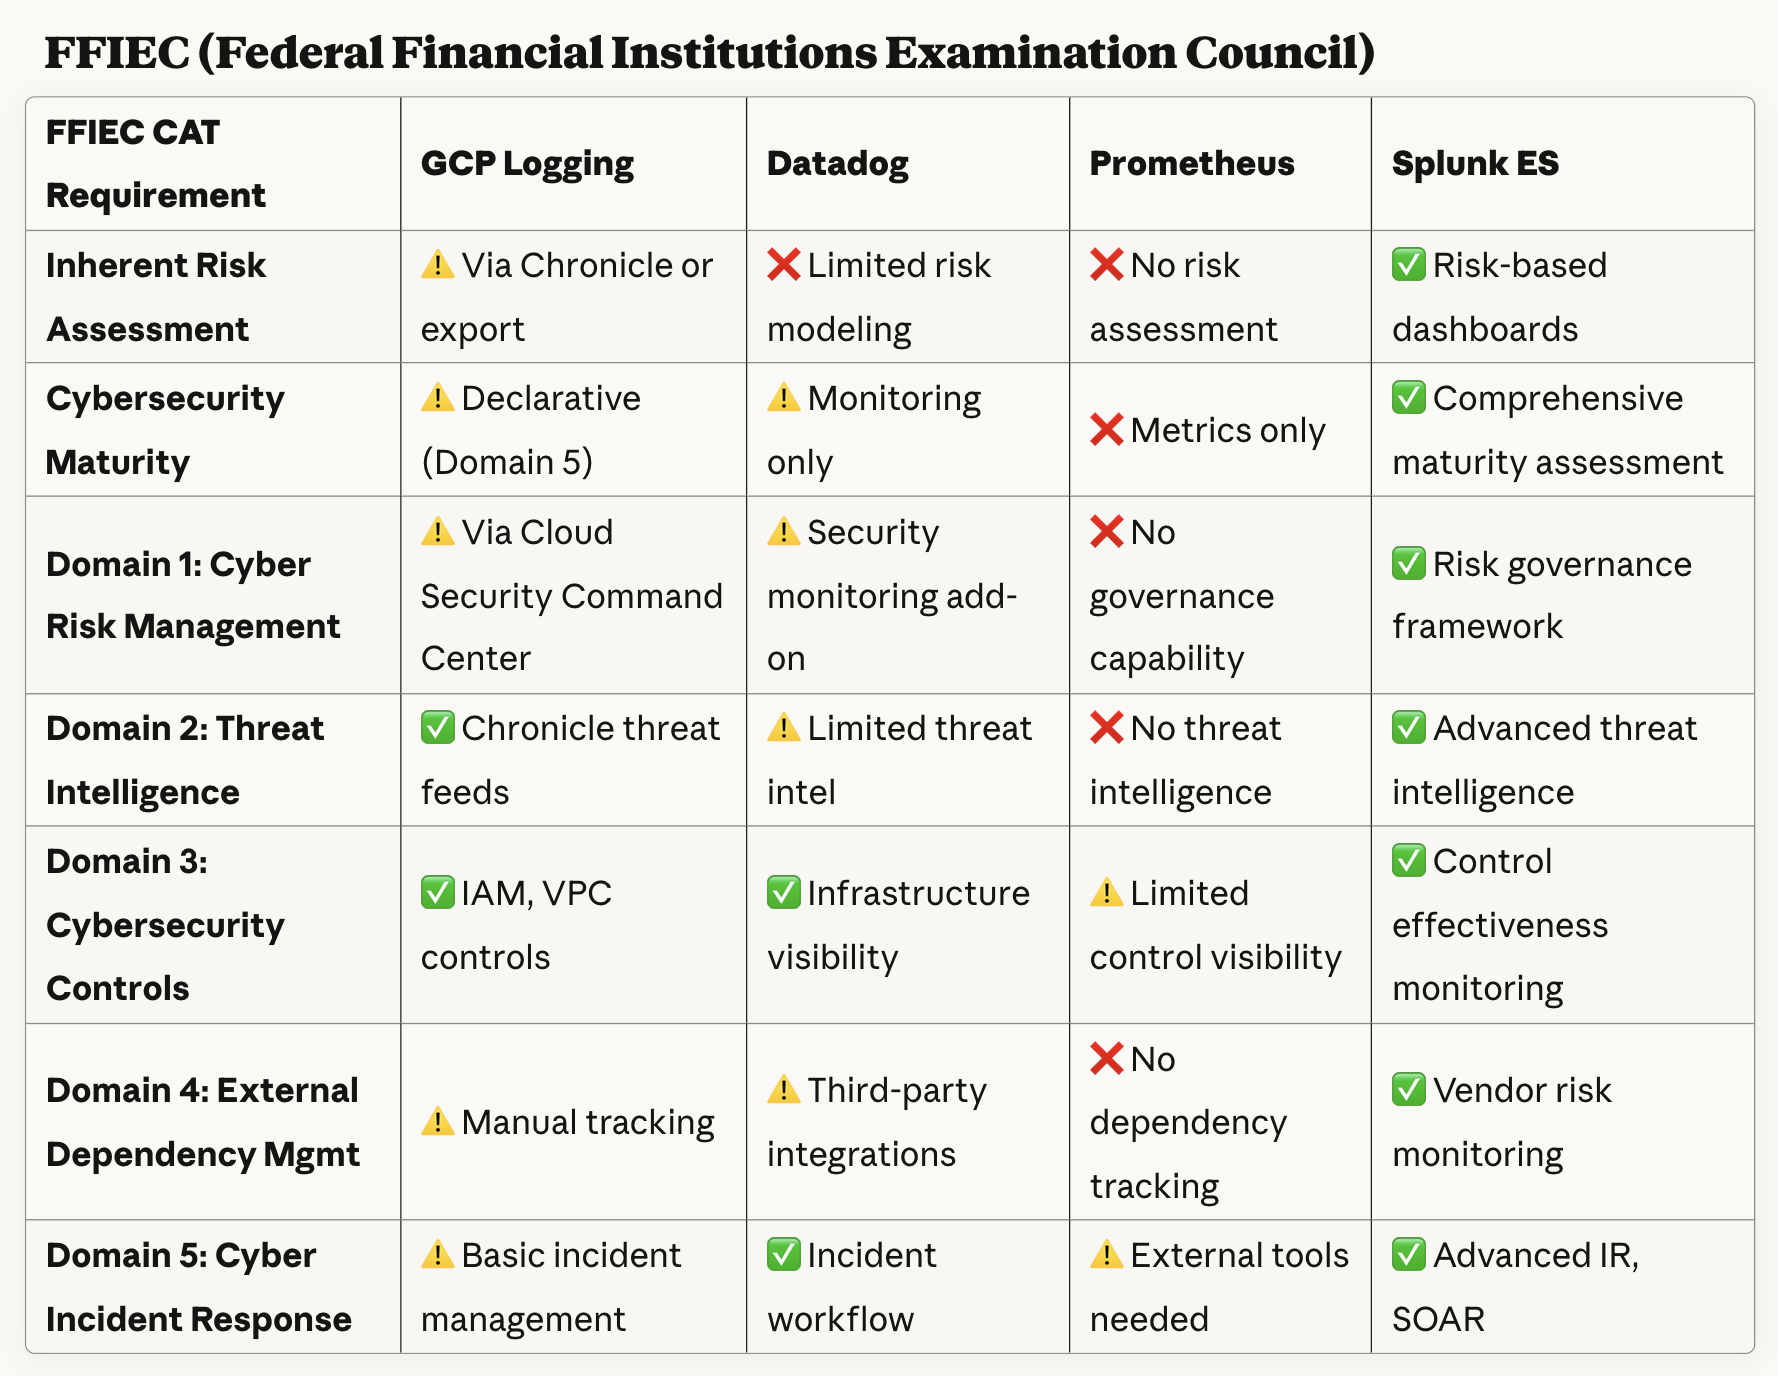 FFIEC (Federal Financial Institutions Examination Council)
FFIEC CAT
Requirement
GCP Logging
Datadog
Prometheus
Splunk ES
Inherent Risk
Assessment
⚠️ Via Chronicle or
export
❌ Limited risk
modeling
❌ No risk
assessment
✅ Risk-based
dashboards
Cybersecurity
Maturity
⚠️ Declarative
(Domain 5)
⚠️ Monitoring
only
❌ Metrics only
✅ Comprehensive
maturity assessment
Domain 1: Cyber
Risk Management
⚠️ Via Cloud
Security Command
Center
⚠️ Security
monitoring add-
on
❌ No
governance
capability
✅ Risk governance
framework
Domain 2: Threat
Intelligence
✅ Chronicle threat
feeds
⚠️ Limited threat
intel
❌ No threat
intelligence
✅ Advanced threat
intelligence
Domain 3:
Cybersecurity
Controls
✅ IAM, VPC
controls
✅ Infrastructure
visibility
⚠️ Limited
control visibility
✅ Control
effectiveness
monitoring
Domain 4: External
Dependency Mgmt
⚠️ Manual tracking
⚠️ Third-party
integrations
❌ No
dependency
tracking
✅ Vendor risk
monitoring
Domain 5: Cyber
Incident Response
⚠️ Basic incident
management
✅ Incident
workflow
⚠️ External tools
needed
✅ Advanced IR,
SOAR